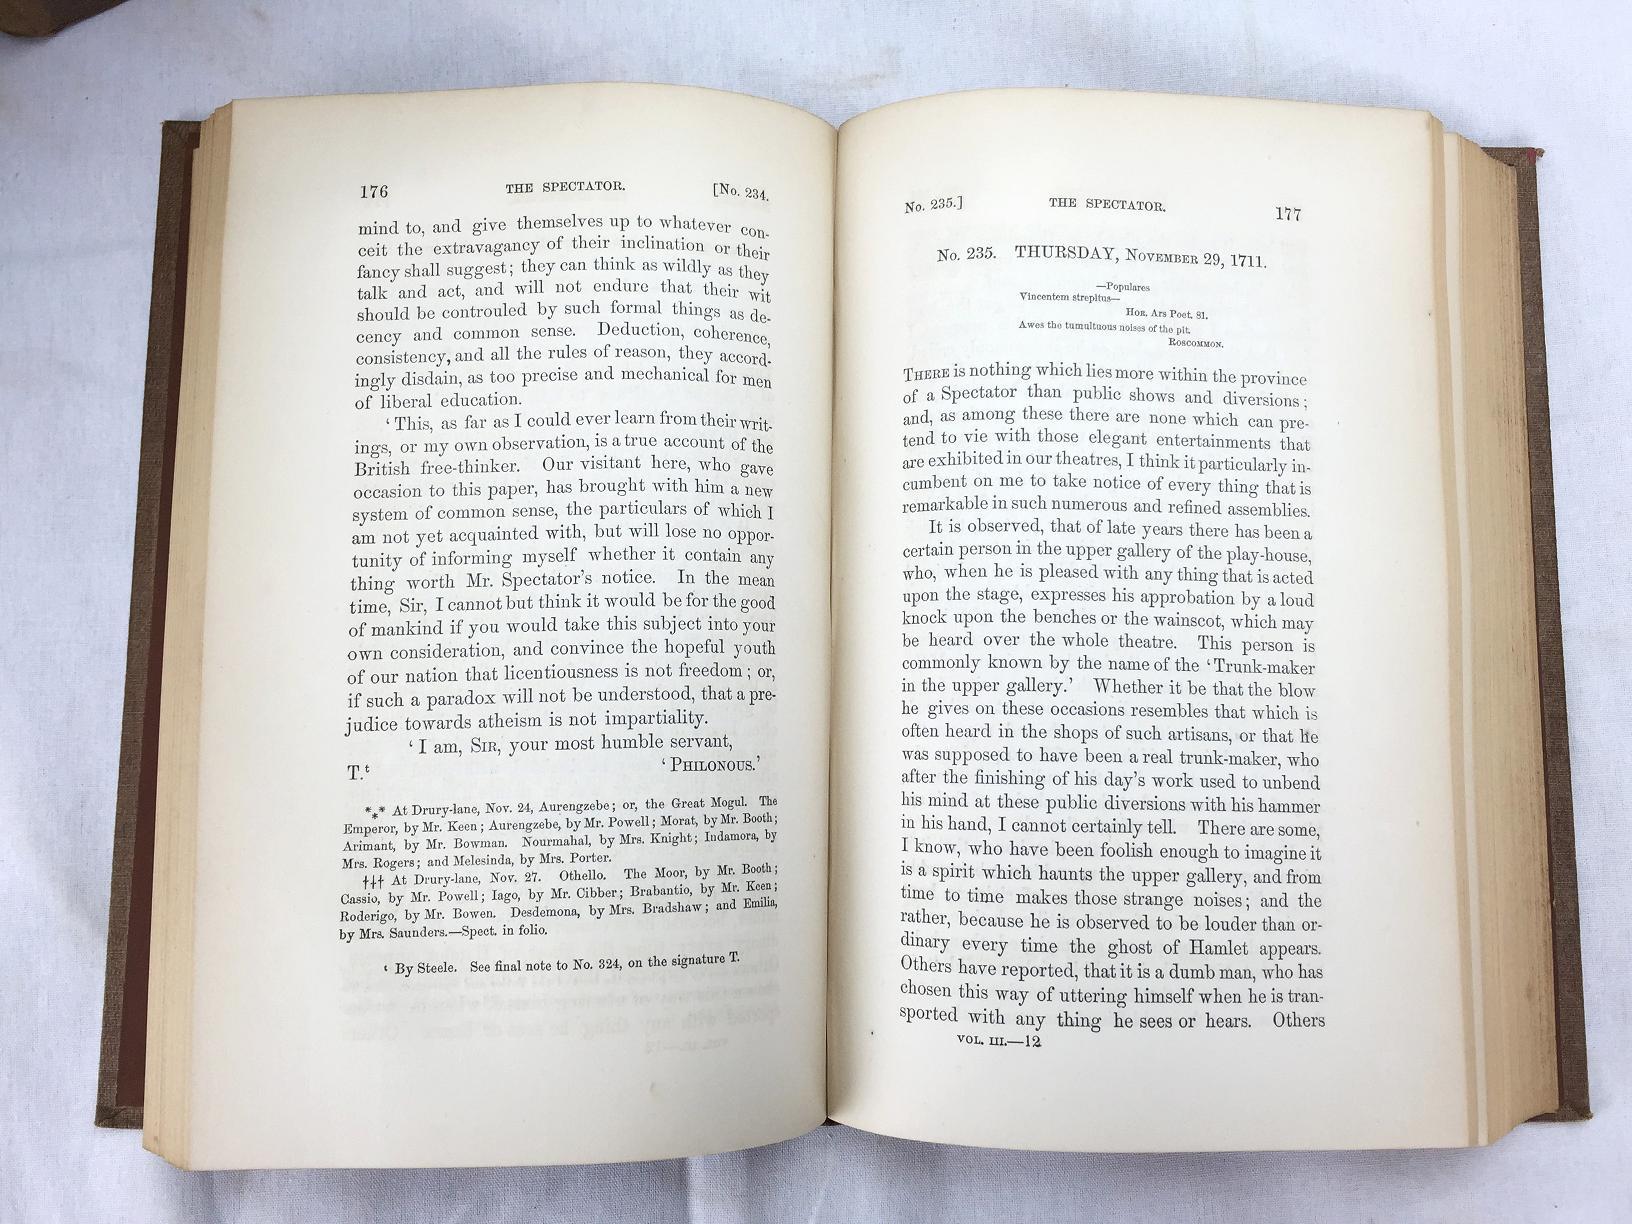 176 THE SPECTATOR. [No. 234.
mind to, and give themselves up to whatever con-
ceit the extravagancy of their inclination or their
fancy shall suggest; they can think as wildly as they
talk and act, and will not endure that their wit
should be controuled by such formal things as de-
cency and common sense. Deduction, coherence,
consistency, and all the rules of reason, they accord-
ingly disdain, as too precise and mechanical for men
of liberal education.
‘This, as far as I could ever learn from their writ-
ings, or my own observation, is a true account of the
British free-thinker. Our visitant here, who gave
occasion to this paper, has brought with him a new
system of common sense, the particulars of which I
am not yet acquainted with, but will lose no oppor-
tunity of informing myself whether it contain any
thing worth Mr. Spectator’s notice. In the mean
time, Sir, I cannot but think it would be for the good
of mankind if you would take this subject into your
own consideration, and convince the hopeful youth
of our nation that licentiousness is not freedom; or,
if such a paradox will not be understood, that a pre-
judice towards atheism is not impartiality.
‘I am, SIR, your most humble servant,
T.t ‘PHILONOUS.’
*** At Drury-lane, Nov. 24, Aurengzebe; or, the Great Mogul. The
Emperor, by Mr. Keen; Aurengzebe, by Mr. Powell; Morat, by Mr. Booth;
Arimant, by Mr. Bowman. Nourmahal, by Mrs. Knight; Indamora, by
Mrs. Rogers; and Melesinda, by Mrs. Porter.
††† At Drury-lane, Nov. 27. Othello. The Moor, by Mr. Booth;
Cassio, by Mr. Powell; Iago, by Mr. Cibber; Brabantio, by Mr. Keen;
Roderigo, by Mr. Bowen. Desdemona, by Mrs. Bradshaw; and Emilia,
by Mrs. Saunders.—Spect. in folio.
t By Steele. See final note to No. 324, on the signature T.
No. 235.] THE SPECTATOR. 177
No. 235. THURSDAY, NOVEMBER 29, 1711.
—Populares
Vincentem strepitus—
HOR. Ars Poet. 81.
Awes the tumultuous noises of the pit.
ROSCOMMON.
THERE is nothing which lies more within the province
of a Spectator than public shows and diversions;
and, as among these there are none which can pre-
tend to vie with those elegant entertainments that
are exhibited in our theatres, I think it particularly in-
cumbent on me to take notice of every thing that is
remarkable in such numerous and refined assemblies.
It is observed, that of late years there has been a
certain person in the upper gallery of the play-house,
who, when he is pleased with any thing that is acted
upon the stage, expresses his approbation by a loud
knock upon the benches or the wainscot, which may
be heard over the whole theatre. This person is
commonly known by the name of the ‘Trunk-maker
in the upper gallery.’ Whether it be that the blow
he gives on these occasions resembles that which is
often heard in the shops of such artisans, or that he
was supposed to have been a real trunk-maker, who
after the finishing of his day’s work used to unbend
his mind at these public diversions with his hammer
in his hand, I cannot certainly tell. There are some,
I know, who have been foolish enough to imagine it
is a spirit which haunts the upper gallery, and from
time to time makes those strange noises; and the
rather, because he is observed to be louder than or-
dinary every time the ghost of Hamlet appears.
Others have reported, that it is a dumb man, who has
chosen this way of uttering himself when he is tran-
sported with any thing he sees or hears. Others
VOL. III.—12